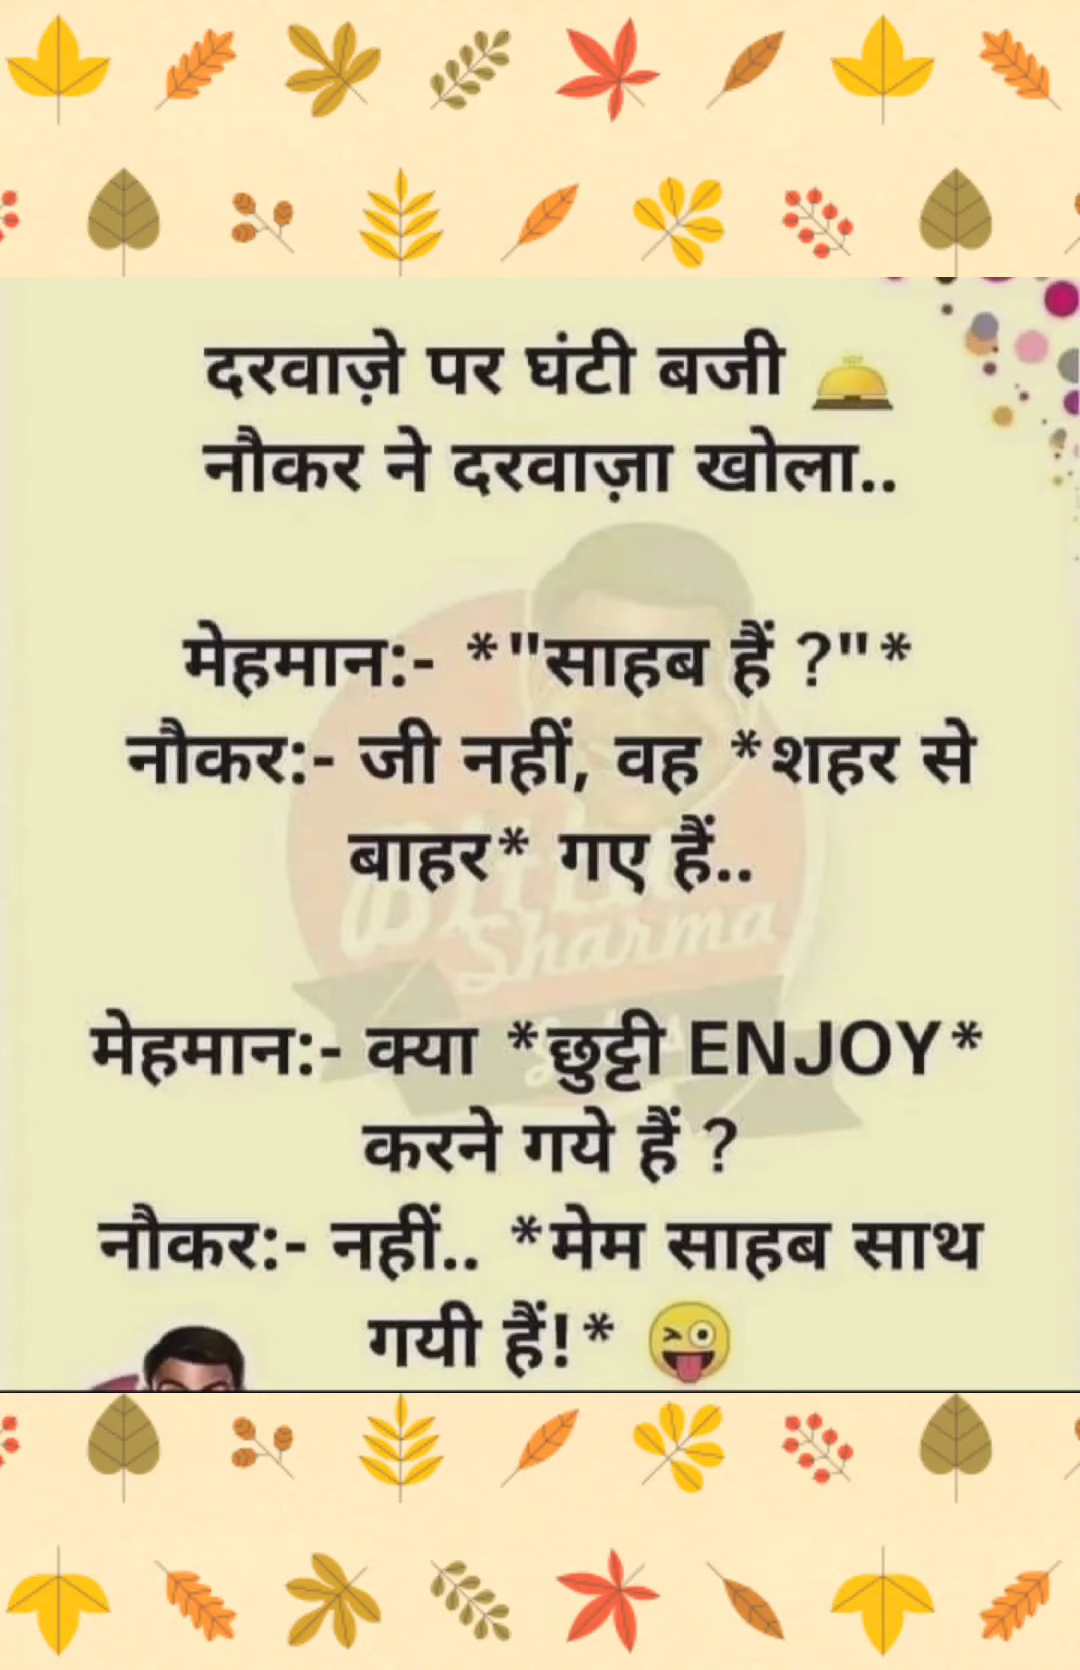 दरवाज़े पर घंटी बजी 🛎️
नौकर ने दरवाज़ा खोला..
मेहमान:- *"साहब हैं ?"*
नौकर:- जी नहीं, वह *शहर से
बाहर* गए हैं..
Sharma
मेहमान:- क्या *छुट्टी ENJOY*
करने गये हैं ?
नौकर:- नहीं.. *मेम साहब साथ
गयी हैं!* 😜